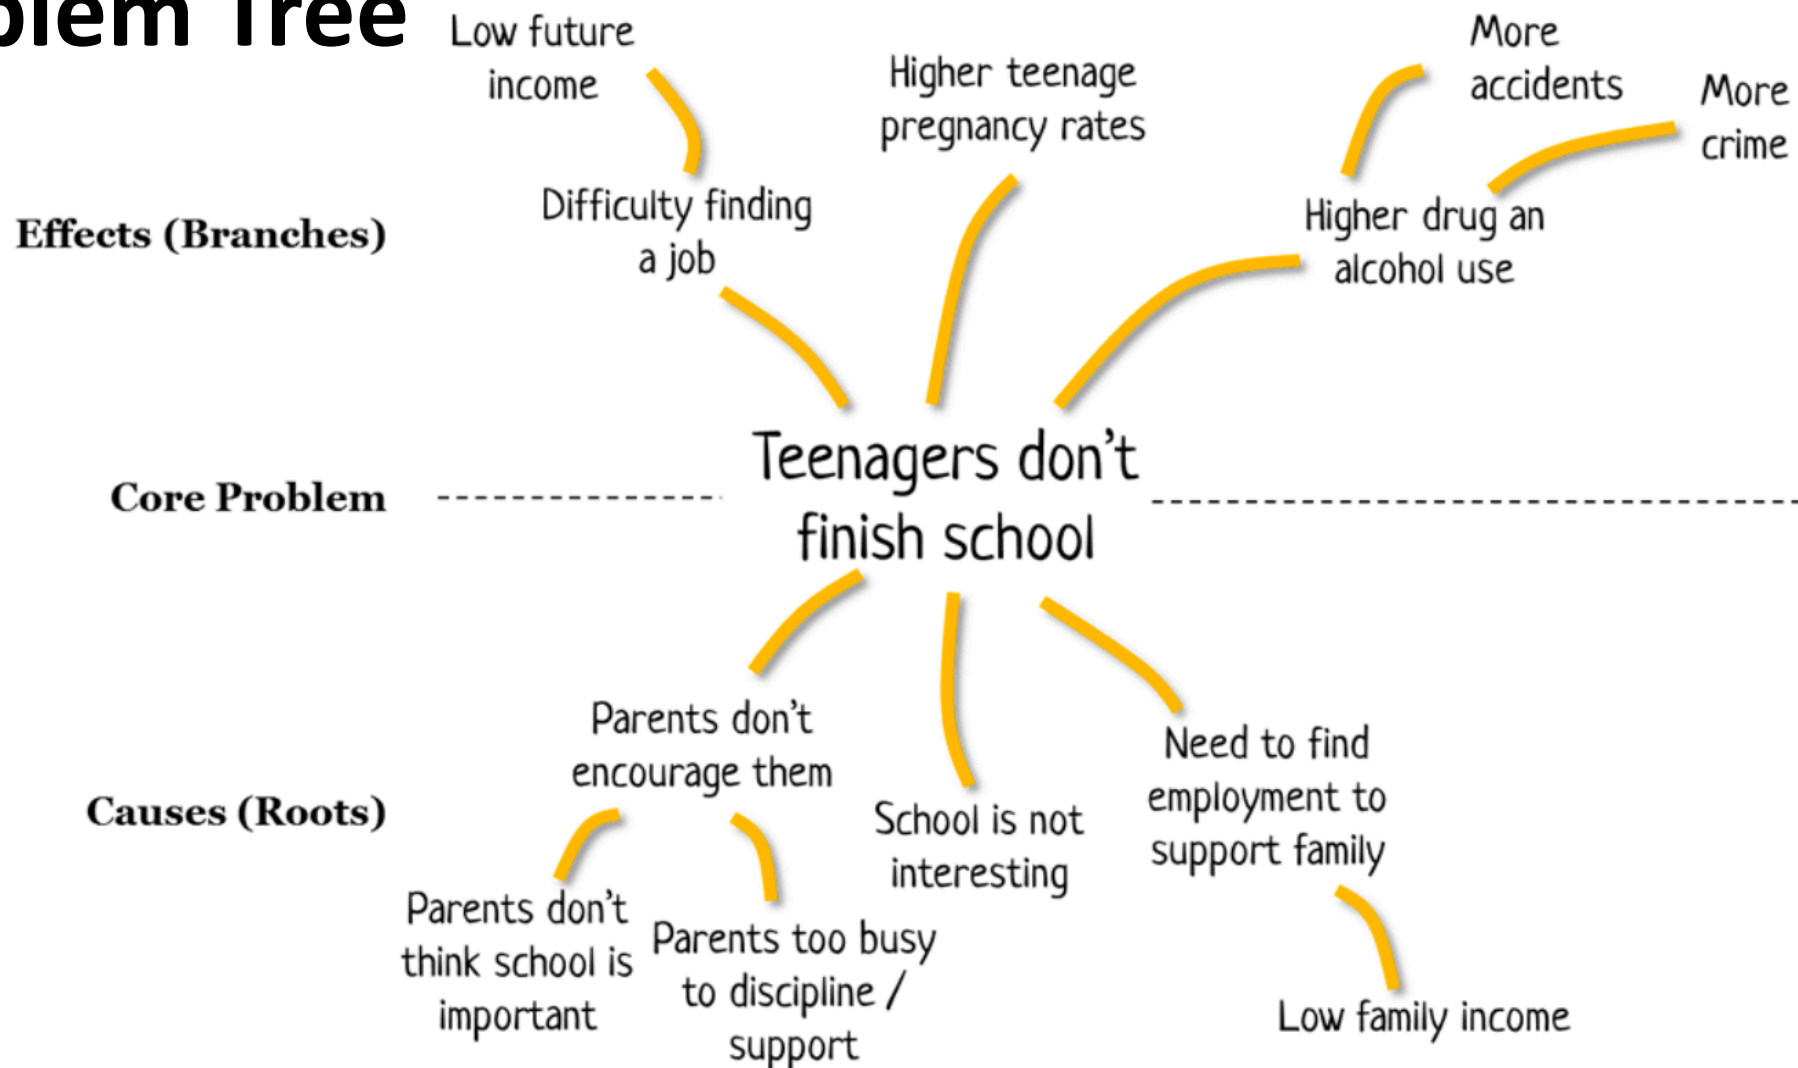 blem Tree
Low future
income
Higher teenage
pregnancy rates
More
accidents
More
crime
Difficulty finding
a job
Higher drug an
alcohol use
Effects (Branches)
Teenagers don't
finish school
Core Problem
Parents don't
encourage them
School is not
interesting
Need to find
employment to
support family
Causes (Roots)
Parents don't
think school is
important
Parents too busy
to discipline /
support
Low family income